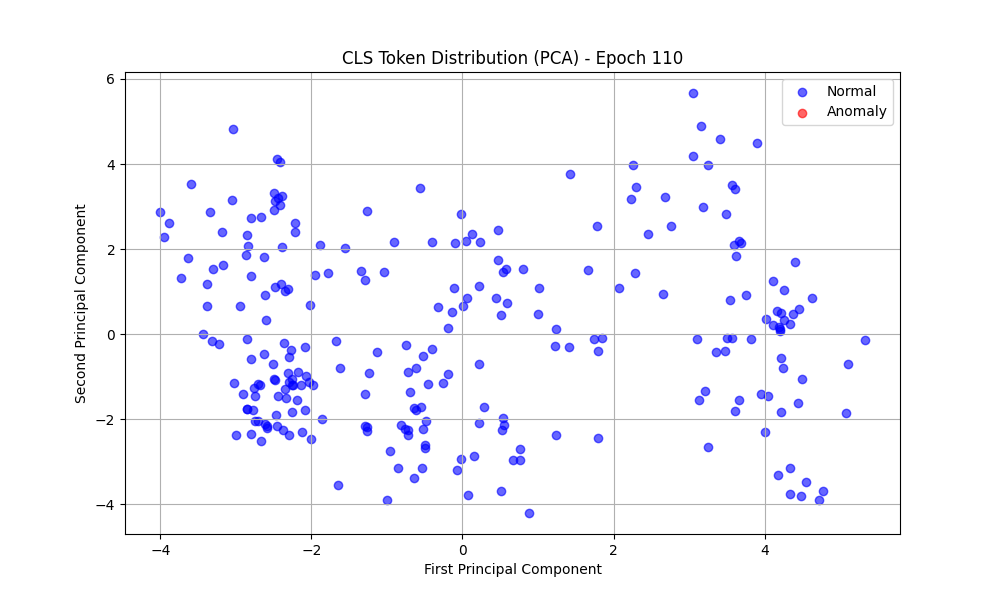 CLS Token Distribution (PCA) - Epoch 110
Normal
Anomaly
6
4
2
0
−2
−4
Second Principal Component
−4
−2
0
2
4
First Principal Component